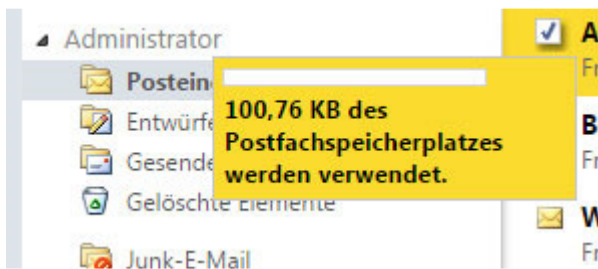 Administrator
Postein
100,76 KB des
Postfachspeicherplatzes
werden verwendet.
Entwürfe
Gesende
Gelöschte Elemente
Junk-E-Mail
A
Fr
B
Fr
W
Fr